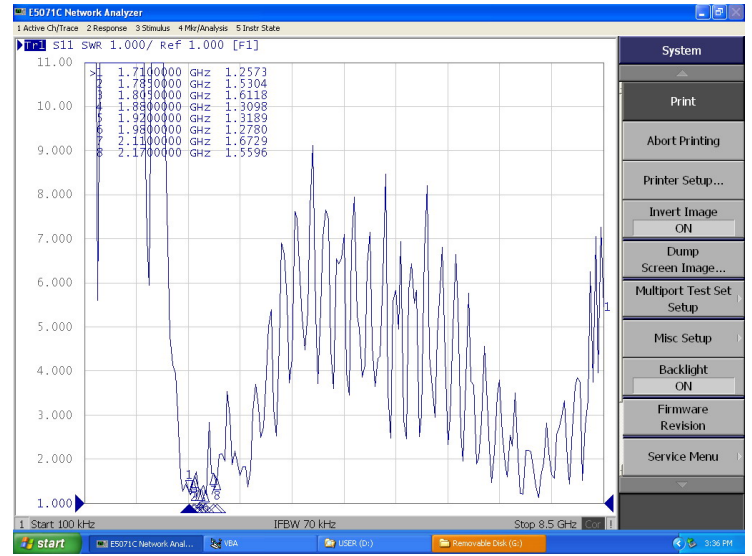 E5071C Network Analyzer
1 Active Ch/Trace 2 Response 3 Stimulus 4 Mkr/Analysis 5 Instr State
Tr1 S11 SWR 1.000/ Ref 1.000 [F1]
11.00
10.00
9.000
8.000
7.000
6.000
5.000
4.000
3.000
2.000
1.000
>1 1.7100000 GHz 1.2573
2 1.7850000 GHz 1.5304
3 1.8050000 GHz 1.6118
4 1.8800000 GHz 1.3098
5 1.9200000 GHz 1.3189
6 1.9800000 GHz 1.2780
7 2.1100000 GHz 1.6729
8 2.1700000 GHz 1.5596
1
1 Start 100 kHz IFBW 70 kHz Stop 8.5 GHz Cor !
System
Print
Abort Printing
Printer Setup...
Invert Image
ON
Dump
Screen Image...
Multiport Test Set
Setup
Misc Setup
Backlight
ON
Firmware
Revision
Service Menu
start E5071C Network Anal... VBA USER (D:) Removable Disk (G:) 3:36 PM